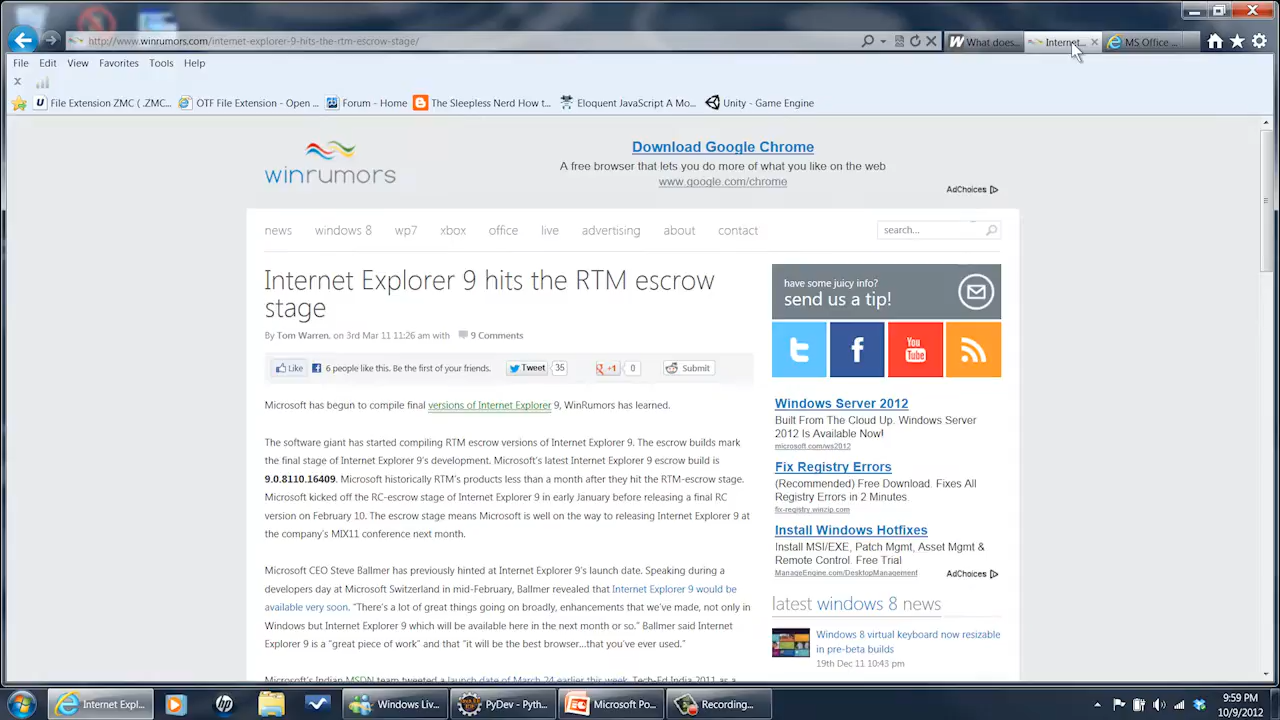 http://www.winrumors.com/internet-explorer-9-hits-the-rtm-escrow-stage/
What does...
Internet...
MS Office ...
File Edit View Favorites Tools Help
File Extension ZMC (.ZMC... OTF File Extension - Open ... Forum - Home The Sleepless Nerd How t... Eloquent JavaScript A Mo... Unity - Game Engine
winrumors
Download Google Chrome
A free browser that lets you do more of what you like on the web
www.google.com/chrome
AdChoices
news windows 8 wp7 xbox office live advertising about contact
search...
Internet Explorer 9 hits the RTM escrow
stage
By Tom Warren, on 3rd Mar 11 11:26 am with 9 Comments
Like 6 people like this. Be the first of your friends. Tweet 35 +1 0 Submit
Microsoft has begun to compile final versions of Internet Explorer 9, WinRumors has learned.
The software giant has started compiling RTM escrow versions of Internet Explorer 9. The escrow builds mark
the final stage of Internet Explorer 9's development. Microsoft's latest Internet Explorer 9 escrow build is
9.0.8110.16409. Microsoft historically RTM's products less than a month after they hit the RTM-escrow stage.
Microsoft kicked off the RC-escrow stage of Internet Explorer 9 in early January before releasing a final RC
version on February 10. The escrow stage means Microsoft is well on the way to releasing Internet Explorer 9 at
the company's MIX11 conference next month.
Microsoft CEO Steve Ballmer has previously hinted at Internet Explorer 9's launch date. Speaking during a
developers day at Microsoft Switzerland in mid-February, Ballmer revealed that Internet Explorer 9 would be
available very soon. "There's a lot of great things going on broadly, enhancements that we've made, not only in
Windows but Internet Explorer 9 which will be available here in the next month or so." Ballmer said Internet
Explorer 9 is a "great piece of work" and that "it will be the best browser...that you've ever used."
Microsoft's Indian MSDN team tweeted a launch date of March 24 earlier this week. Tech-Ed India 2011 as a
have some juicy info?
send us a tip!
You
Tube
Windows Server 2012
Built From The Cloud Up. Windows Server
2012 Is Available Now!
microsoft.com/ws2012
Fix Registry Errors
(Recommended) Free Download. Fixes All
Registry Errors in 2 Minutes.
fix-registry.winzip.com
Install Windows Hotfixes
Install MSI/EXE, Patch Mgmt, Asset Mgmt &
Remote Control. Free Trial
ManageEngine.com/DesktopManagement
AdChoices
latest windows 8 news
Windows 8 virtual keyboard now resizable
in pre-beta builds
19th Dec 11 10:43 pm
Internet Expl...
Windows Liv...
PyDev - Pyth...
Microsoft Po...
Recording...
9:59 PM
10/9/2012